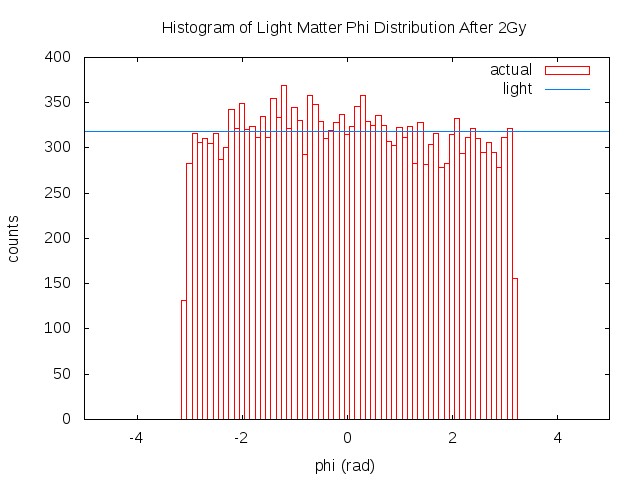 Histogram of Light Matter Phi Distribution After 2Gy
actual
light
400
350
300
250
200
150
100
50
0
counts
-4 -2 0 2 4
phi (rad)